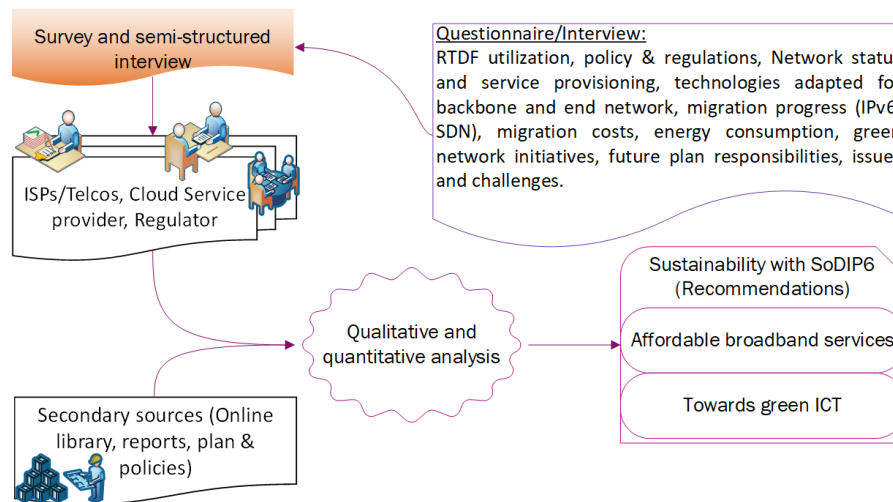 Survey and semi-structured
interview
Questionnaire/Interview:
RTDF utilization, policy & regulations, Network statu
and service provisioning, technologies adapted fo
backbone and end network, migration progress (IPv6
SDN), migration costs, energy consumption, green
network initiatives, future plan responsibilities, issue
and challenges.
ISPs/Telcos, Cloud Service
provider, Regulator
Qualitative and
quantitative analysis
Sustainability with SoDIP6
(Recommendations)
Affordable broadband services
Towards green ICT
Secondary sources (Online
library, reports, plan &
policies)